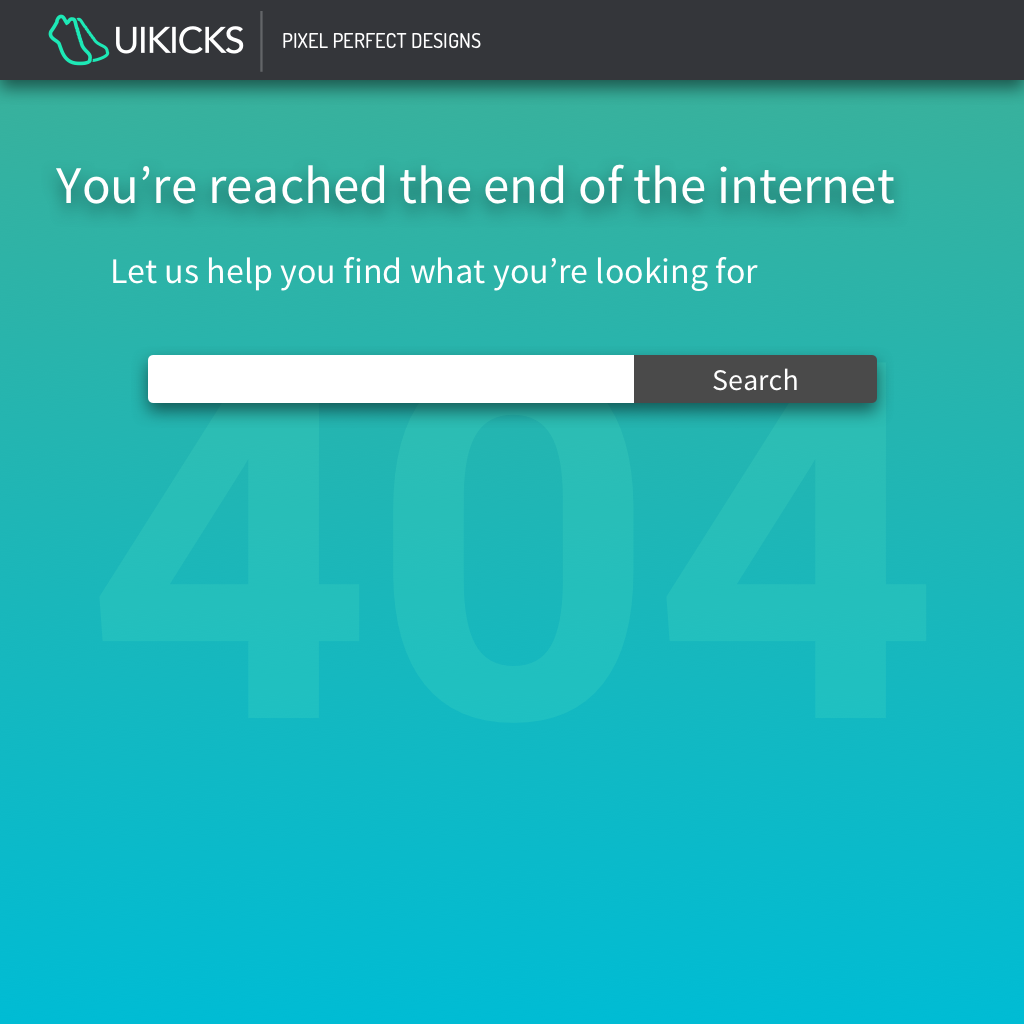 UIKICKS
PIXEL PERFECT DESIGNS
You’re reached the end of the internet
Let us help you find what you’re looking for
Search
404